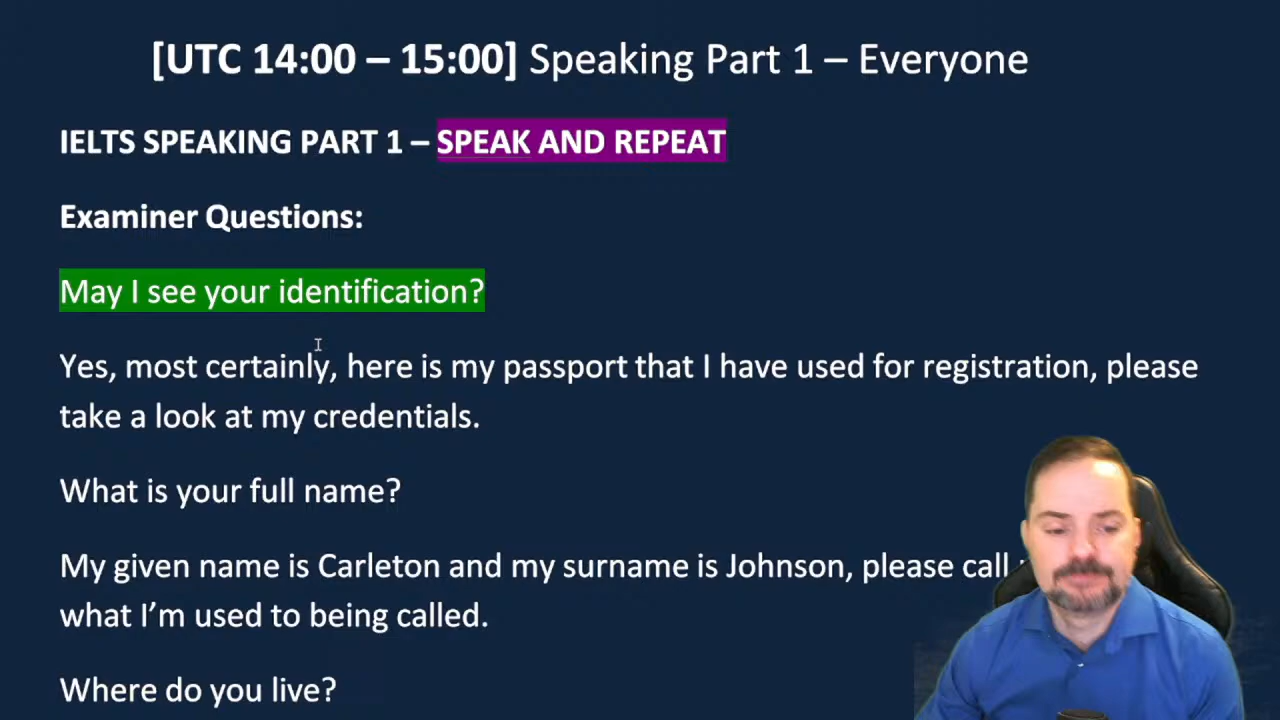 [UTC 14:00 – 15:00] Speaking Part 1 – Everyone
IELTS SPEAKING PART 1 – SPEAK AND REPEAT
Examiner Questions:
May I see your identification?
Yes, most certainly, here is my passport that I have used for registration, please
take a look at my credentials.
What is your full name?
My given name is Carleton and my surname is Johnson, please call
what I’m used to being called.
Where do you live?